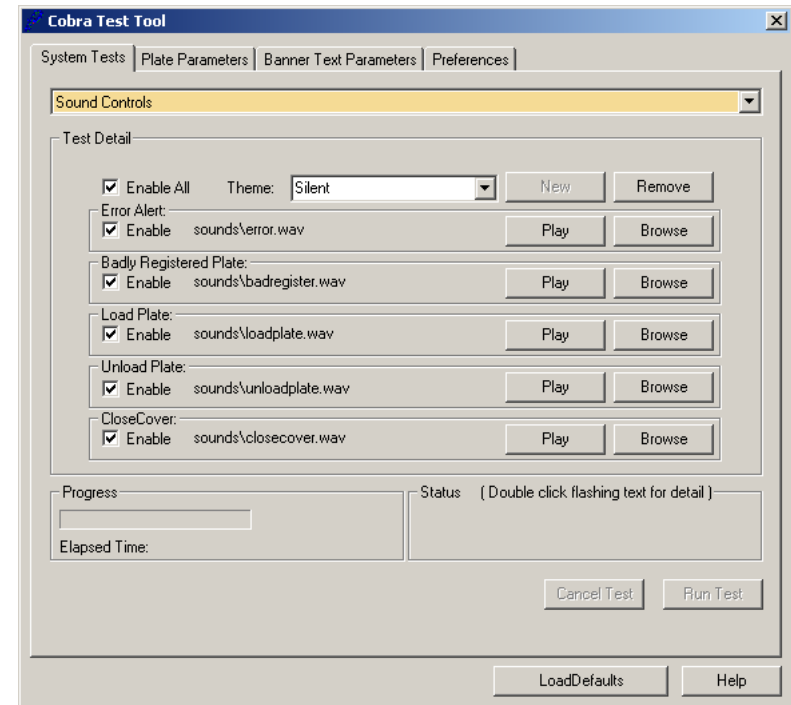 Cobra Test Tool
System Tests Plate Parameters Banner Text Parameters Preferences
Sound Controls
Test Detail
Enable All Theme: Silent New Remove
Error Alert:
Enable sounds\error.wav Play Browse
Badly Registered Plate:
Enable sounds\badregister.wav Play Browse
Load Plate:
Enable sounds\loadplate.wav Play Browse
Unload Plate:
Enable sounds\unloadplate.wav Play Browse
CloseCover:
Enable sounds\closecover.wav Play Browse
Progress Status ( Double click flashing text for detail )
Elapsed Time:
Cancel Test Run Test
LoadDefaults Help